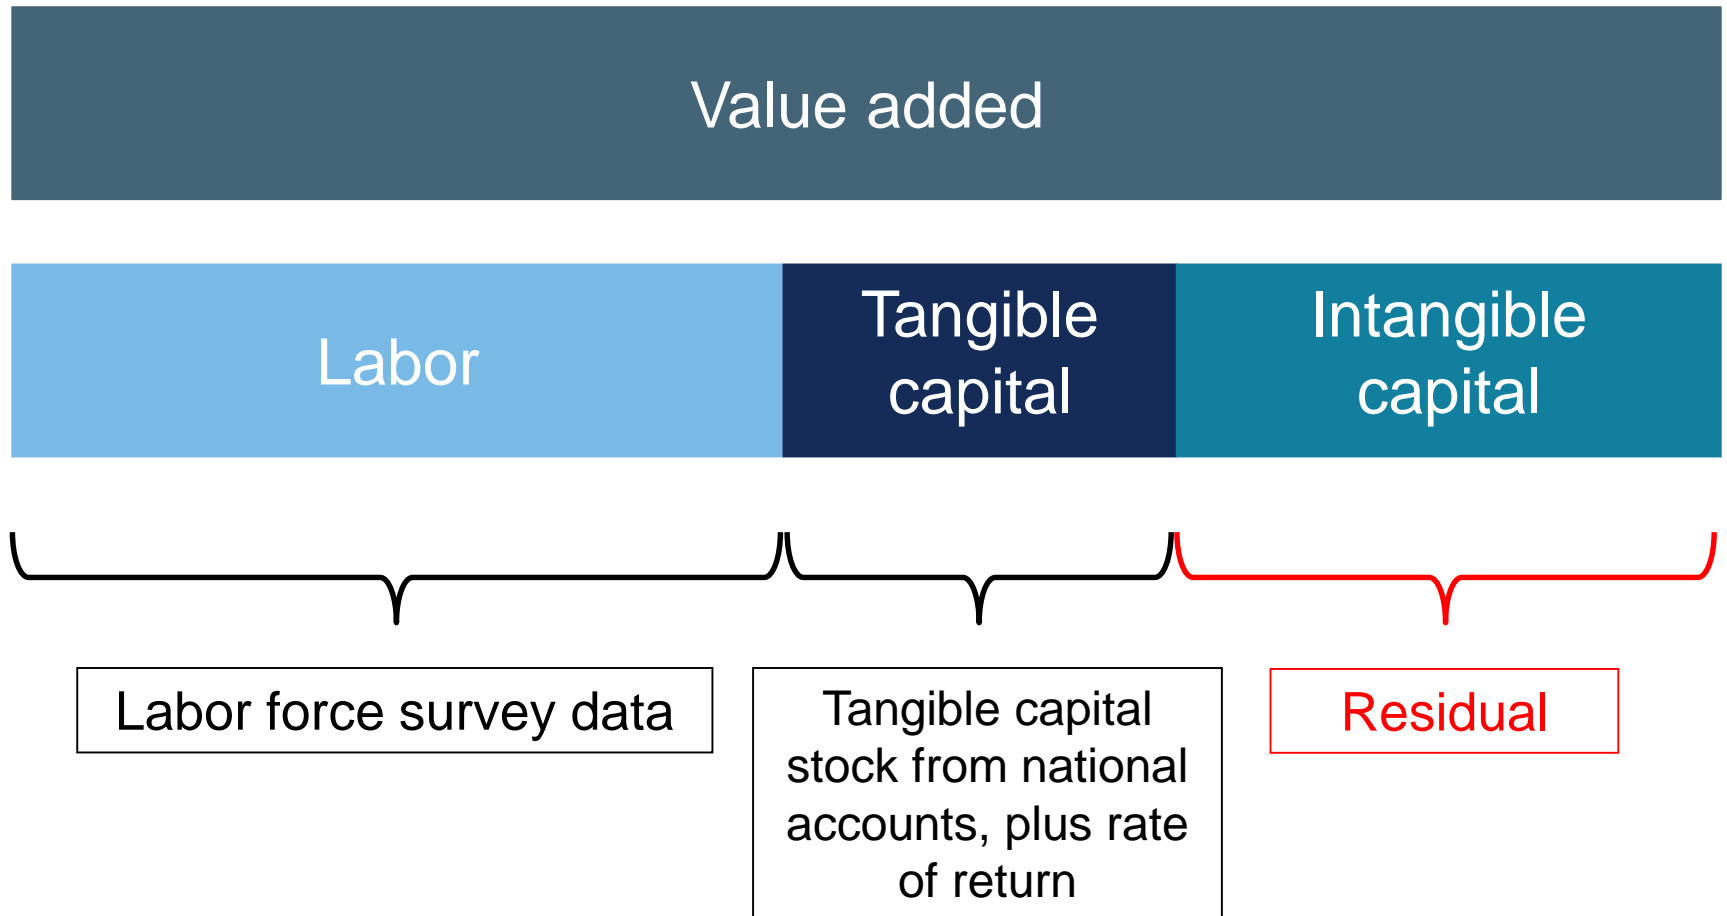 Value added
Labor
Tangible
capital
Intangible
capital
Labor force survey data
Tangible capital
stock from national
accounts, plus rate
of return
Residual